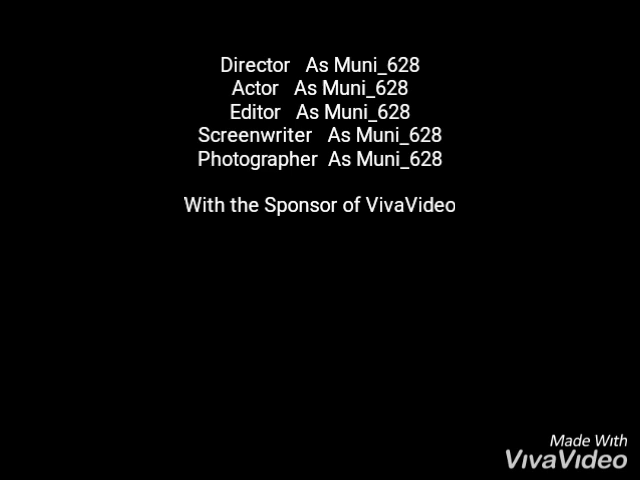 Director As Muni_628
Actor As Muni_628
Editor As Muni_628
Screenwriter As Muni_628
Photographer As Muni_628
With the Sponsor of VivaVideo
Made With
VivaVideo